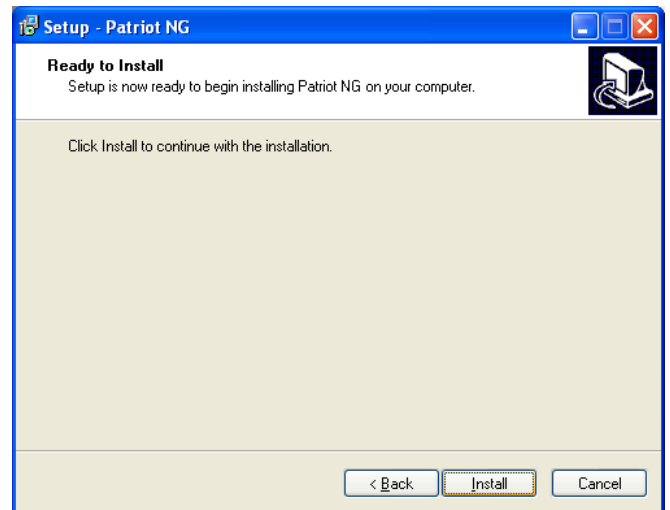 Setup - Patriot NG
Ready to Install
Setup is now ready to begin installing Patriot NG on your computer.
Click Install to continue with the installation.
< Back
Install
Cancel